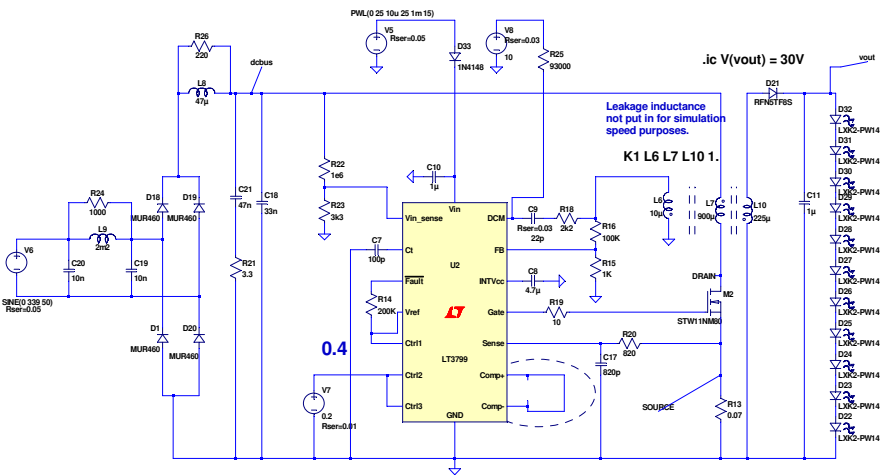 PWL(0 25 10u 25 1m 15)
V5
Rser=0.05
D33
1N4148
V8
Rser=0.03
10
R25
93000
.ic V(vout) = 30V
vout
R26
220
dcbus
L8
47µ
D21
RFN5TF8S
Leakage inductance
not put in for simulation
speed purposes.
K1 L6 L7 L10 1.
D32
LXK2-PW14
D31
LXK2-PW14
D30
LXK2-PW14
D29
LXK2-PW14
D28
LXK2-PW14
D27
LXK2-PW14
D26
LXK2-PW14
D25
LXK2-PW14
D24
LXK2-PW14
D23
LXK2-PW14
D22
LXK2-PW14
R22
1e6
C10
1µ
R24
1000
D18
MUR460
D19
MUR460
C21
47n
C18
33n
R23
3k3
L9
2m2
V6
SINE(0 339 50)
Rser=0.05
C20
10n
C19
10n
R21
3.3
D1
MUR460
D20
MUR460
Vin
Vin_sense
DCM
C9
Rser=0.03
22p
R18
2k2
R16
100K
L6
10µ
L7
900µ
L10
225µ
C11
1µ
C7
100p
Ct
U2
FB
R15
1K
Fault
INTVcc
C8
4.7µ
R14
200K
Vref
Gate
R19
10
DRAIN
M2
STW11NM80
0.4
Ctrl1
LT3799
Sense
R20
820
C17
820p
Ctrl2
Comp+
V7
0.2
Rser=0.01
Ctrl3
Comp-
GND
SOURCE
R13
0.07